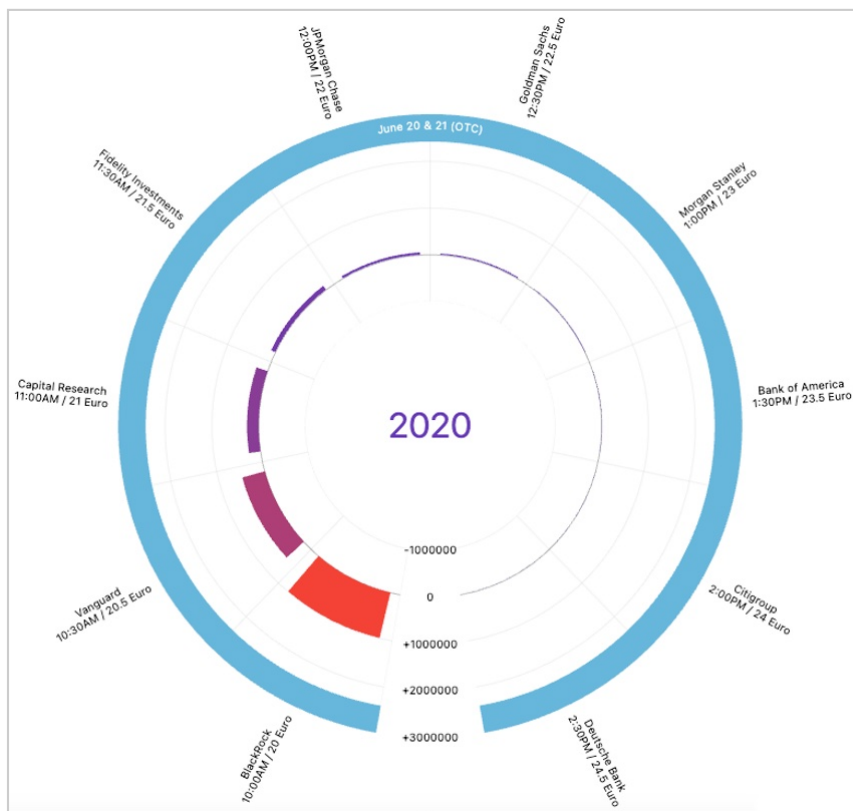 June 20 & 21 (OTC)
JPMorgan Chase
12:00PM / 22 Euro
Goldman Sachs
12:30PM / 22.5 Euro
Fidelity Investments
11:30AM / 21.5 Euro
Morgan Stanley
1:00PM / 23 Euro
Capital Research
11:00AM / 21 Euro
Bank of America
1:30PM / 23.5 Euro
2020
Vanguard
10:30AM / 20.5 Euro
Citigroup
2:00PM / 24 Euro
BlackRock
10:00AM / 20 Euro
Deutsche Bank
2:30PM / 24.5 Euro
-1000000
0
+1000000
+2000000
+3000000